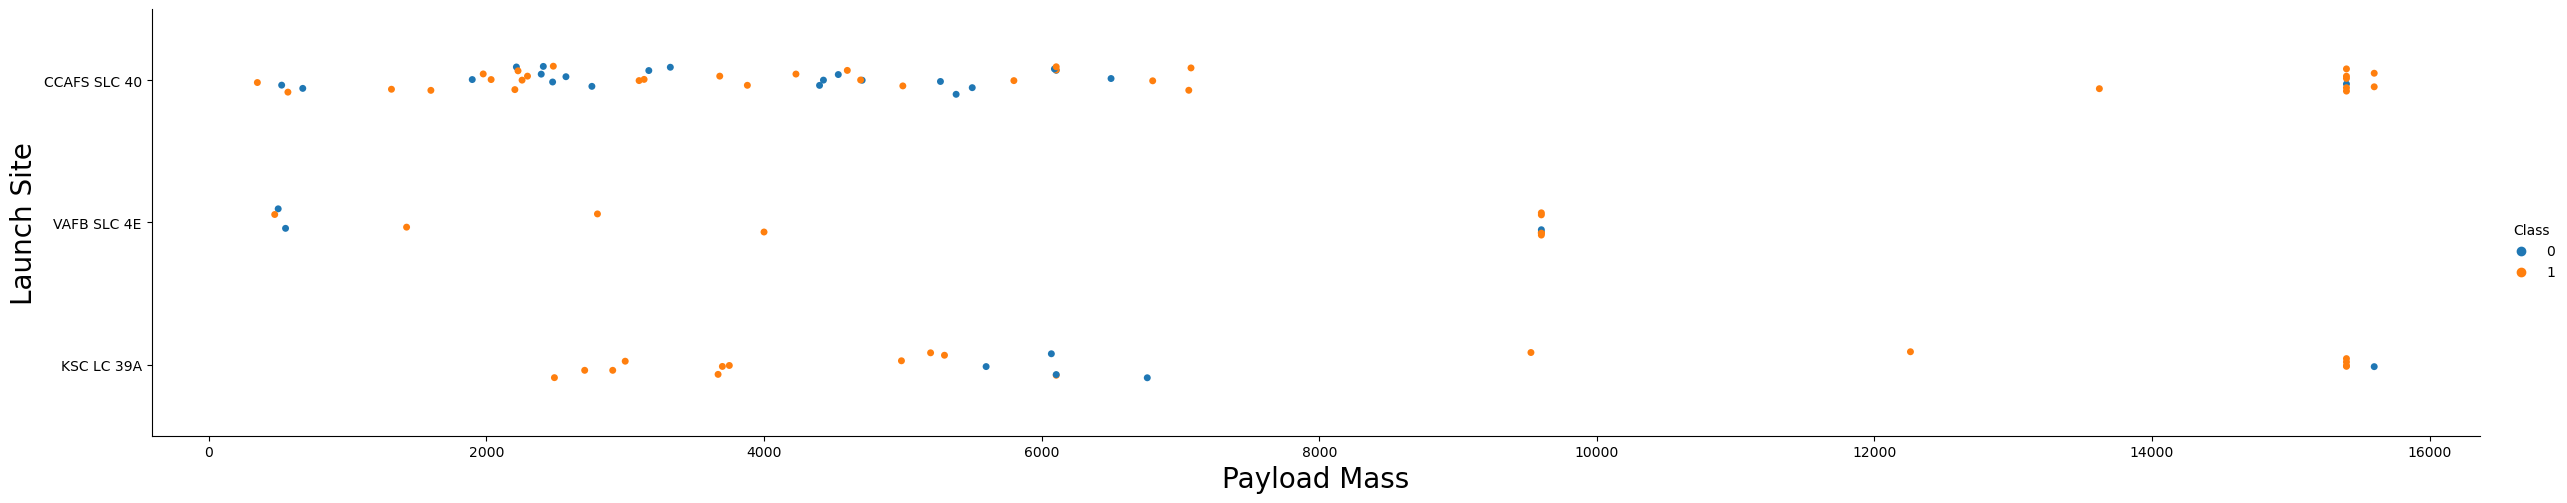 Launch Site
CCAFS SLC 40
VAFB SLC 4E
KSC LC 39A
0 2000 4000 6000 8000 10000 12000 14000 16000
Payload Mass
Class
0
1